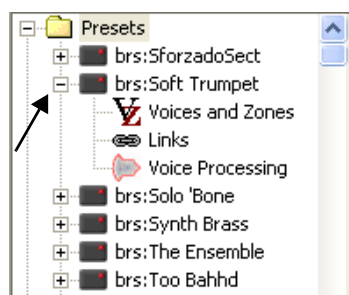 Presets
brs:SforzadoSect
brs:Soft Trumpet
Voices and Zones
Links
Voice Processing
brs:Solo 'Bone
brs:Synth Brass
brs:The Ensemble
brs:Too Bahhd